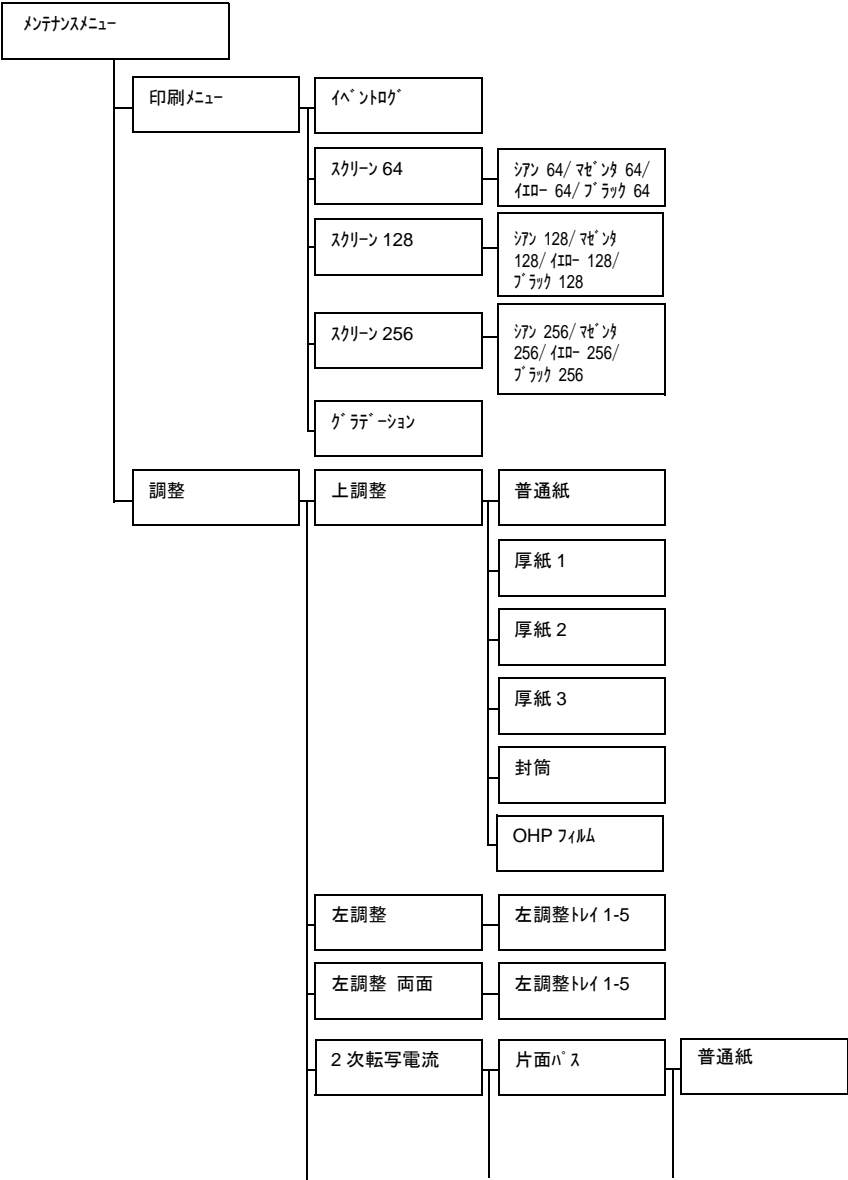 ﾒﾝﾃﾅﾝｽﾒﾆｭｰ
印刷ﾒﾆｭｰ
ｲﾍﾞﾝﾄﾛｸﾞ
ｽｸﾘｰﾝ 64
ｼｱﾝ 64/ ﾏｾﾞﾝﾀ 64/
ｲｴﾛｰ 64/ ﾌﾞﾗｯｸ 64
ｽｸﾘｰﾝ 128
ｼｱﾝ 128/ ﾏｾﾞﾝﾀ
128/ ｲｴﾛｰ 128/
ﾌﾞﾗｯｸ 128
ｽｸﾘｰﾝ 256
ｼｱﾝ 256/ ﾏｾﾞﾝﾀ
256/ ｲｴﾛｰ 256/
ﾌﾞﾗｯｸ 256
ｸﾞﾗﾃﾞｰｼｮﾝ
調整
上調整
普通紙
厚紙 1
厚紙 2
厚紙 3
封筒
OHP ﾌｨﾙﾑ
左調整
左調整ﾄﾚｲ 1-5
左調整 両面
左調整ﾄﾚｲ 1-5
2 次転写電流
片面ﾊﾟｽ
普通紙